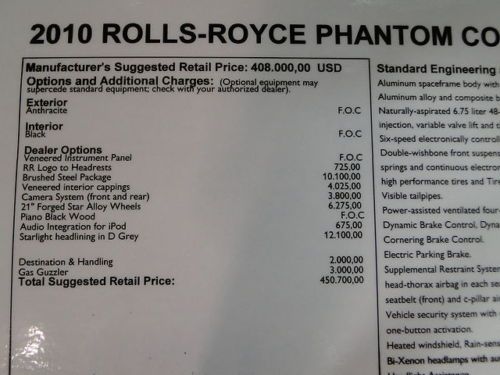 2010 ROLLS-ROYCE PHANTOM CO
Manufacturer's Suggested Retail Price: 408.000,00 USD
Options and Additional Charges: (Optional equipment may
supercede standard equipment; check with your authorized dealer).
Exterior
Anthracite F.O.C
Interior
Black F.O.C
Dealer Options
Veneered Instrument Panel F.o.C
RR Logo to Headrests 725,00
Brushed Steel Package 10.100,00
Veneered interior cappings 4.025,00
Camera System (front and rear) 3.800,00
21" Forged Star Alloy Wheels 6.275,00
Piano Black Wood F.o.C
Audio Integration for iPod 675,00
Starlight headlining in D Grey 12.100,00
Destination & Handling 2.000,00
Gas Guzzler 3.000,00
Total Suggested Retail Price: 450.700,00
Standard Engineering
Aluminum spaceframe body with
Aluminum alloy and composite b
Naturally-aspirated 6.75 liter 48-
injection, variable valve lift and t
Six-speed electronically controll
Double-wishbone front suspens
springs and continuous electron
high performance tires and Tire
Visible tailpipes.
Power-assisted ventilated four-
Dynamic Brake Control, Dyna
Cornering Brake Control.
Electric Parking Brake.
Supplemental Restraint System
head-thorax airbag in each se
seatbelt (front) and c-pillar air
Vehicle security system with
one-button activation.
Heated windshield, Rain-sens
Bi-Xenon headlamps with au